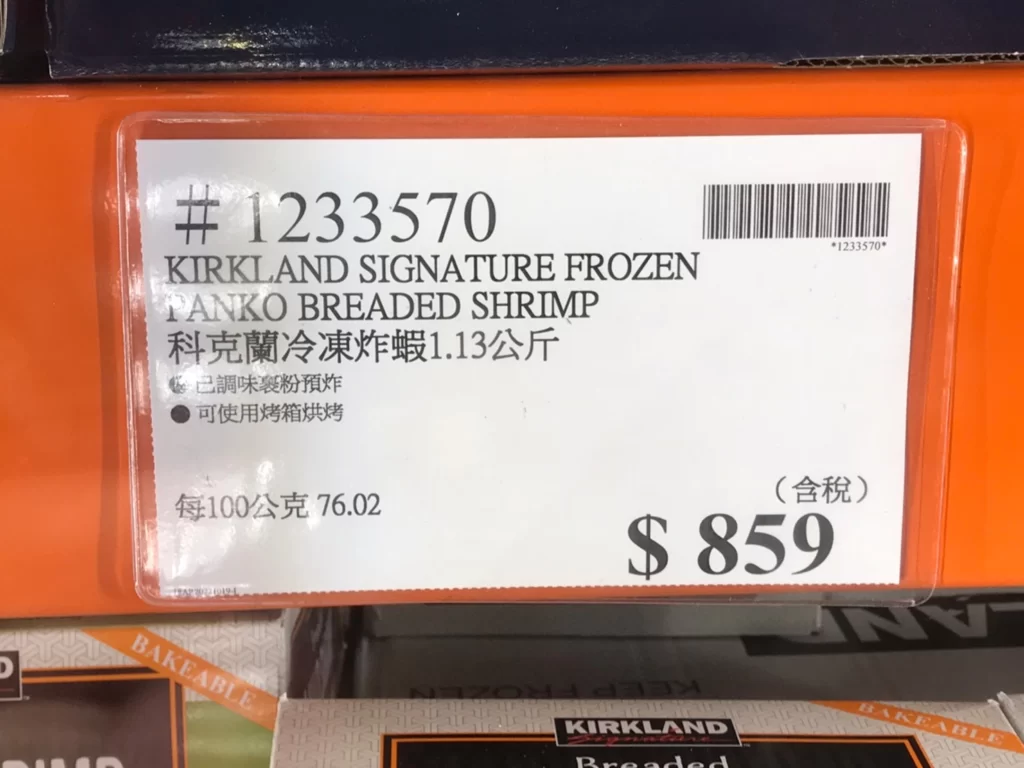 # 1233570
*1233570*
KIRKLAND SIGNATURE FROZEN
PANKO BREADED SHRIMP
科克蘭冷凍炸蝦1.13公斤
已調味裹粉預炸
● 可使用烤箱烘烤
每100公克 76.02
（含稅）
$ 859
BAKEABLE
KEEP FROZEN
BAKEABLE
KIRKLAND
Signature
Breaded